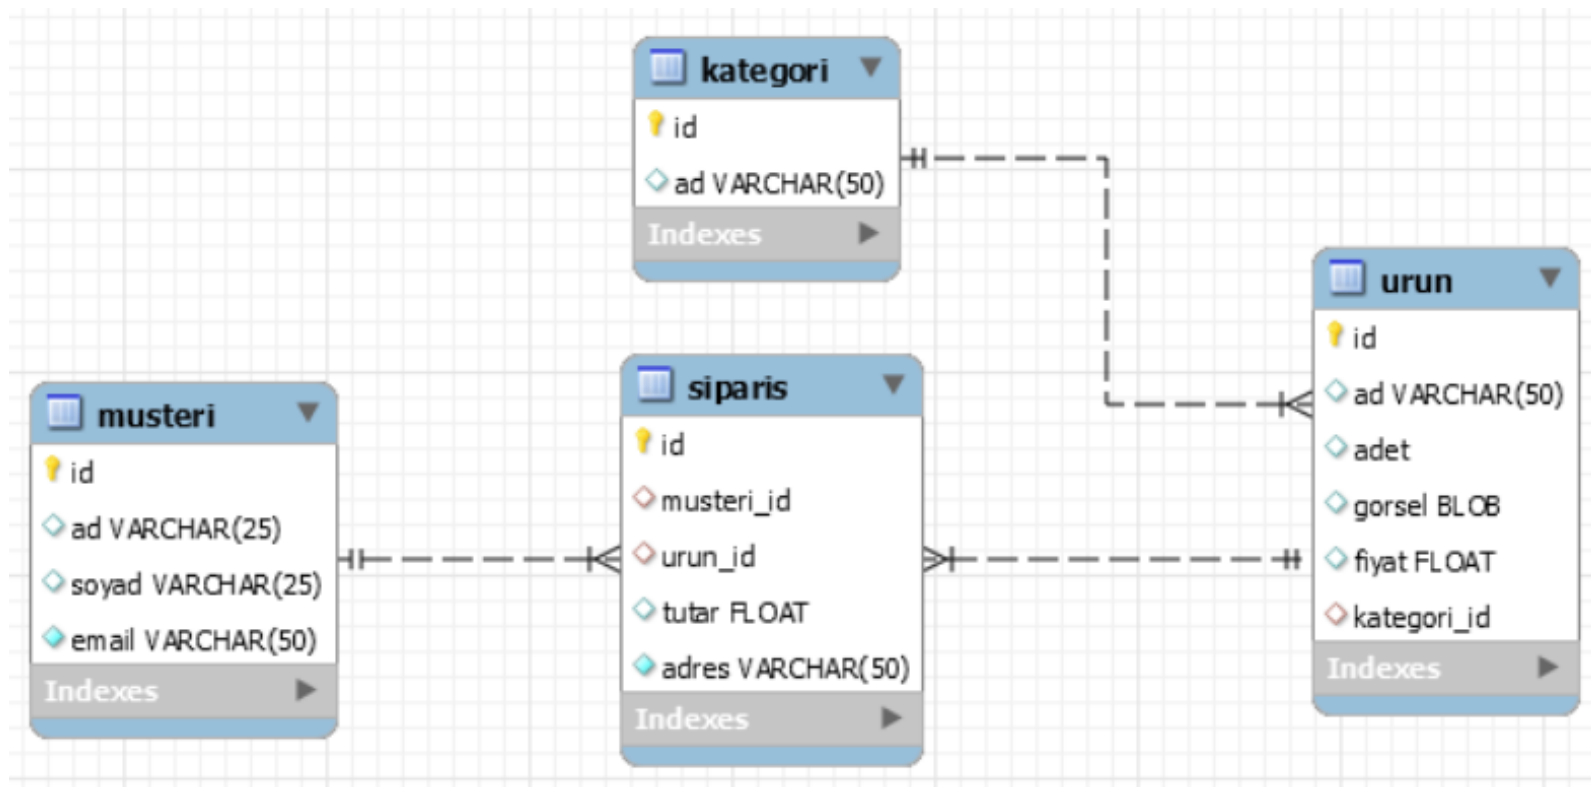 kategori
id
ad VARCHAR(50)
Indexes
urun
id
ad VARCHAR(50)
adet
gorsel BLOB
fiyat FLOAT
kategori_id
Indexes
siparis
id
musteri_id
urun_id
tutar FLOAT
adres VARCHAR(50)
Indexes
musteri
id
ad VARCHAR(25)
soyad VARCHAR(25)
email VARCHAR(50)
Indexes